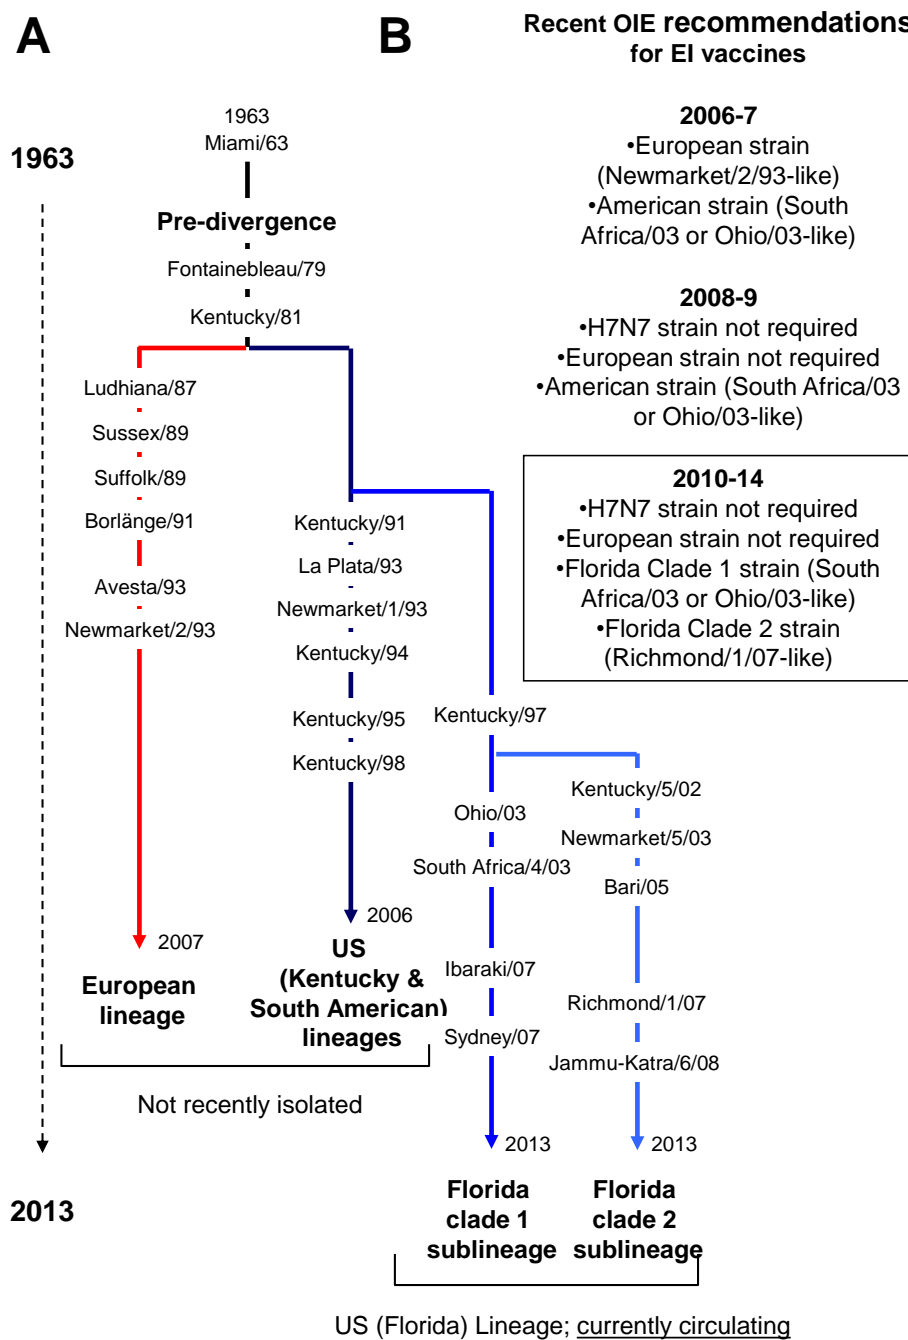 A
1963
1963
Miami/63
Pre-divergence
Fontainebleau/79
Kentucky/81
Ludhiana/87
Sussex/89
Suffolk/89
Borlänge/91
Avesta/93
Newmarket/2/93
2007
European
lineage
Kentucky/91
La Plata/93
Newmarket/1/93
Kentucky/94
Kentucky/95
Kentucky/98
2006
US
(Kentucky &
South American)
lineages
Not recently isolated
Kentucky/97
Ohio/03
South Africa/4/03
Ibaraki/07
Sydney/07
2013
Florida
clade 1
sublineage
Kentucky/5/02
Newmarket/5/03
Bari/05
Richmond/1/07
Jammu-Katra/6/08
2013
Florida
clade 2
sublineage
US (Florida) Lineage; currently circulating
2013
B
Recent OIE recommendations
for EI vaccines
2006-7
•European strain
(Newmarket/2/93-like)
•American strain (South
Africa/03 or Ohio/03-like)
2008-9
•H7N7 strain not required
•European strain not required
•American strain (South Africa/03
or Ohio/03-like)
2010-14
•H7N7 strain not required
•European strain not required
•Florida Clade 1 strain (South
Africa/03 or Ohio/03-like)
•Florida Clade 2 strain
(Richmond/1/07-like)